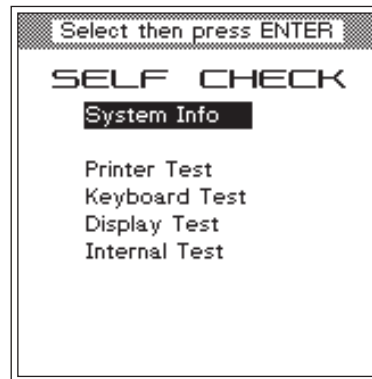 Select then press ENTER
SELF CHECK
System Info
Printer Test
Keyboard Test
Display Test
Internal Test